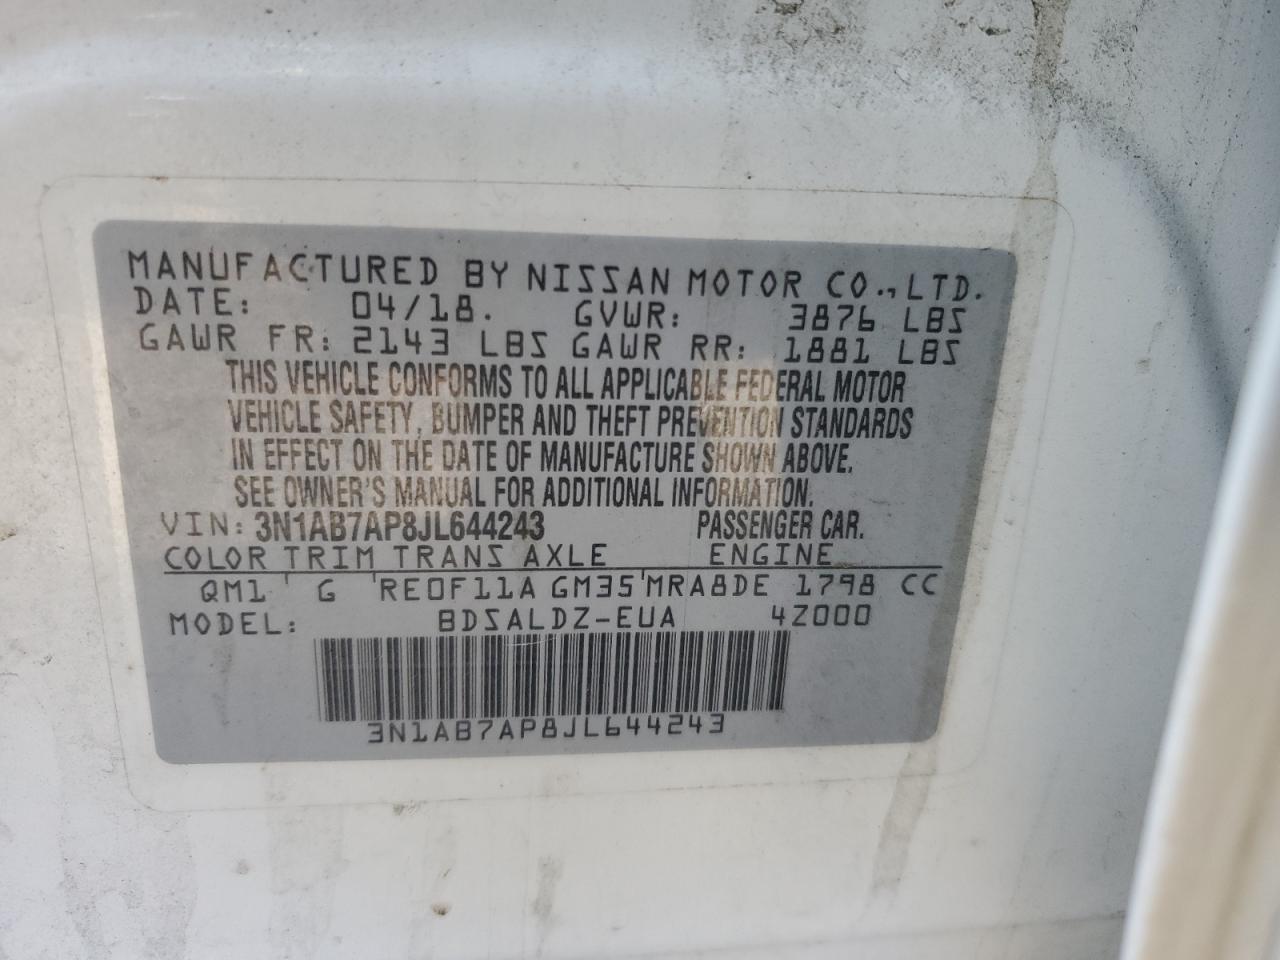 MANUFACTURED BY NISSAN MOTOR CO., LTD.
DATE: 04/18. GVWR: 3876 LBS
GAWR FR: 2143 LBS GAWR RR: 1881 LBS
THIS VEHICLE CONFORMS TO ALL APPLICABLE FEDERAL MOTOR
VEHICLE SAFETY, BUMPER AND THEFT PREVENTION STANDARDS
IN EFFECT ON THE DATE OF MANUFACTURE SHOWN ABOVE.
SEE OWNER'S MANUAL FOR ADDITIONAL INFORMATION.
VIN: 3N1AB7AP8JL644243 PASSENGER CAR.
COLOR TRIM TRANS AXLE ENGINE
QM1 ' G 'RE0F11A GM35'MRA8DE 1798 CC
MODEL: BDSALDZ-EUA 4Z000
3N1AB7AP8JL644243